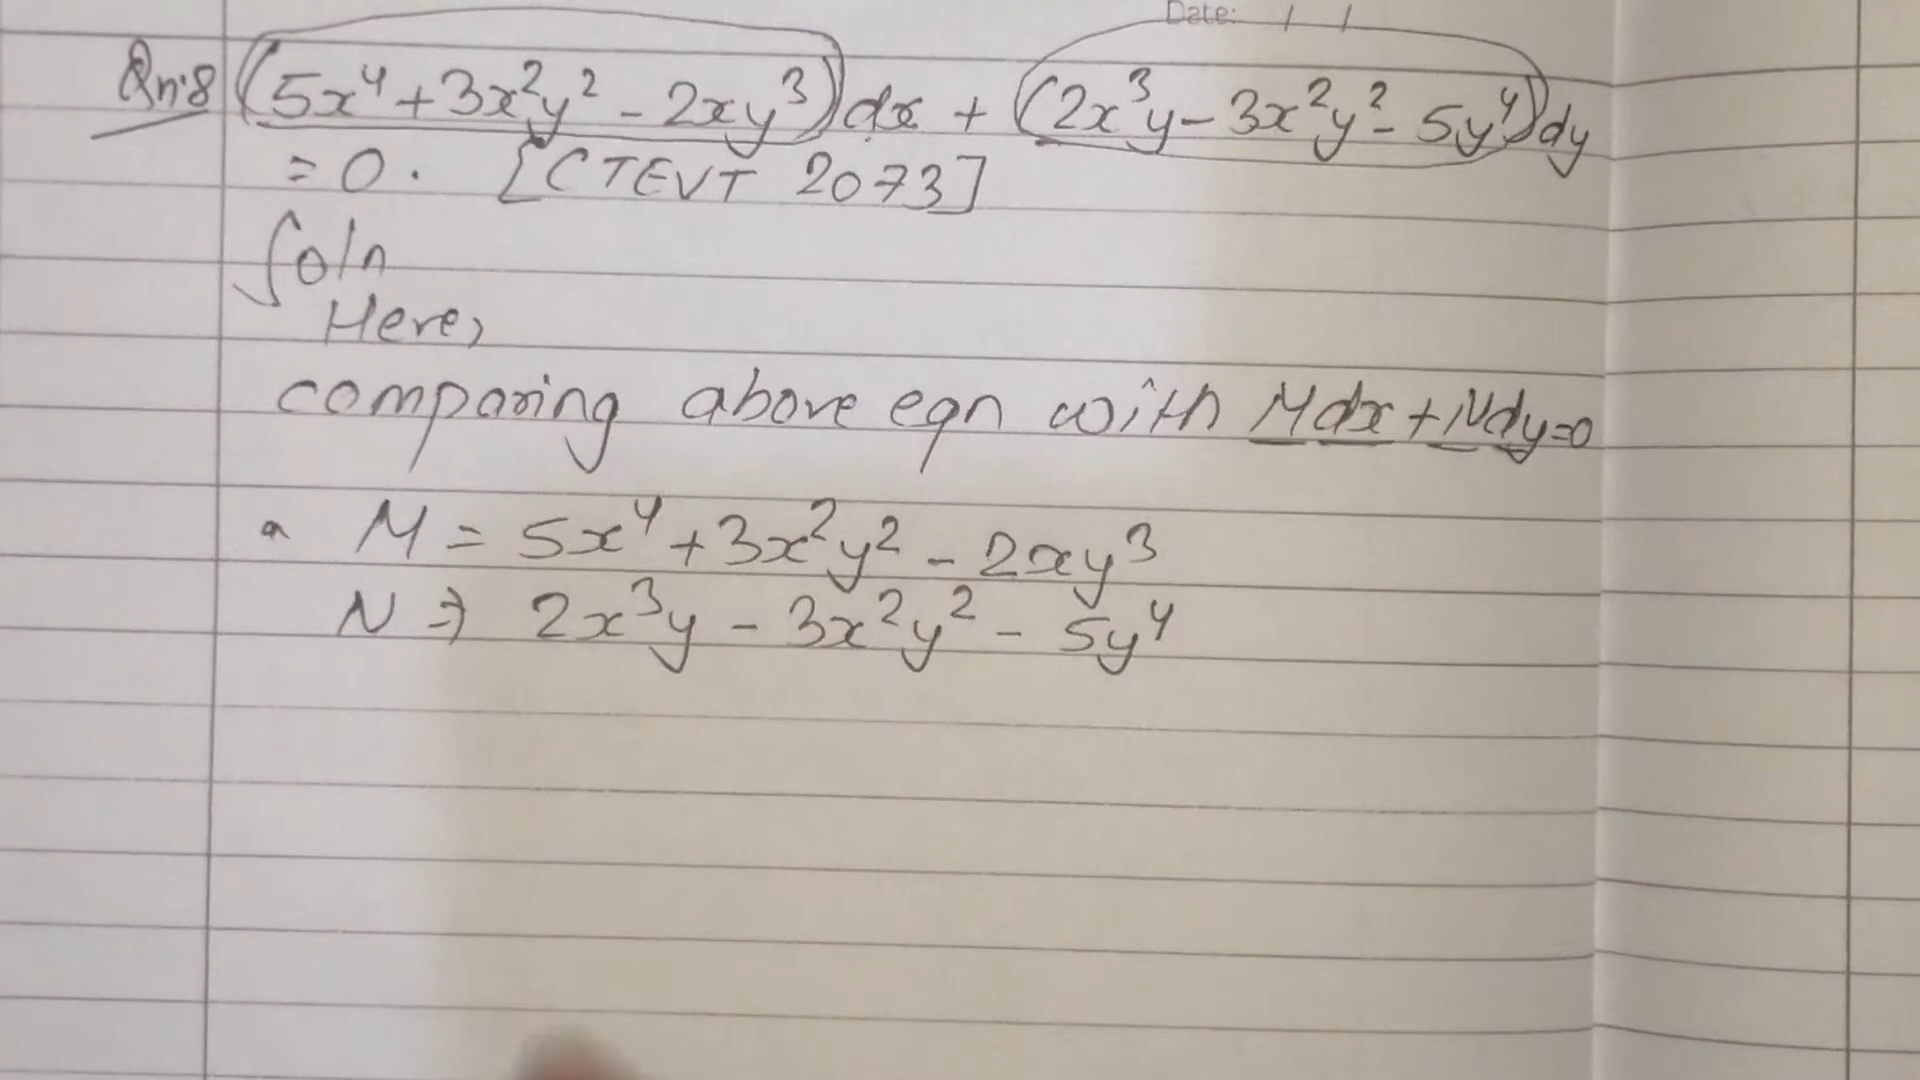 Date: / /
Qn.8 (5x⁴ + 3x²y² - 2xy³) dx + (2x³y - 3x²y² - 5y⁴) dy
= 0. [CTEVT 2073]
Soln
Here,
comparing above eqn with Mdx + Ndy=0
M = 5x⁴ + 3x²y² - 2xy³
N ⇒ 2x³y - 3x²y² - 5y⁴